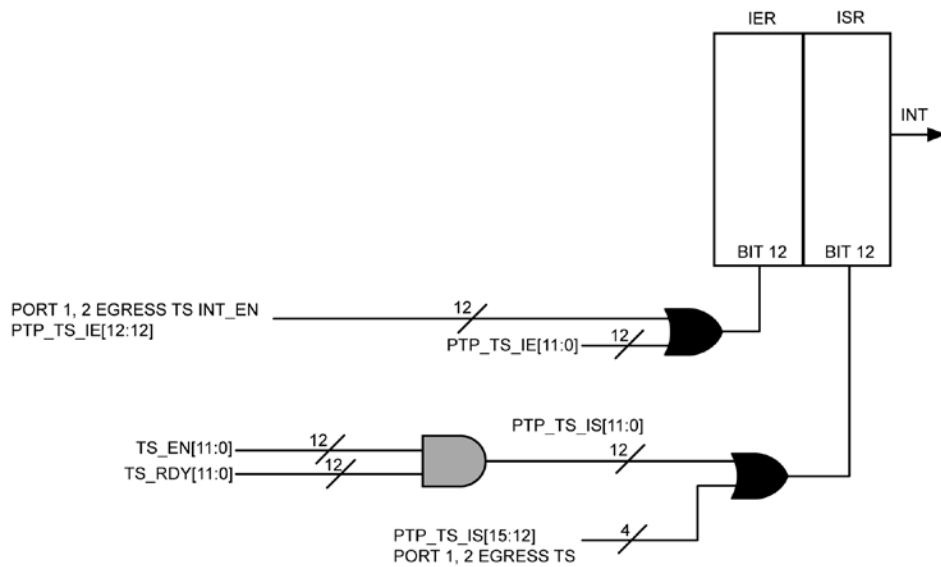 IER
ISR
INT
BIT 12
BIT 12
PORT 1, 2 EGRESS TS INT_EN
PTP_TS_IE[12:12]
12
PTP_TS_IE[11:0]
12
PTP_TS_IS[11:0]
TS_EN[11:0]
12
12
TS_RDY[11:0]
12
PTP_TS_IS[15:12]
4
PORT 1, 2 EGRESS TS